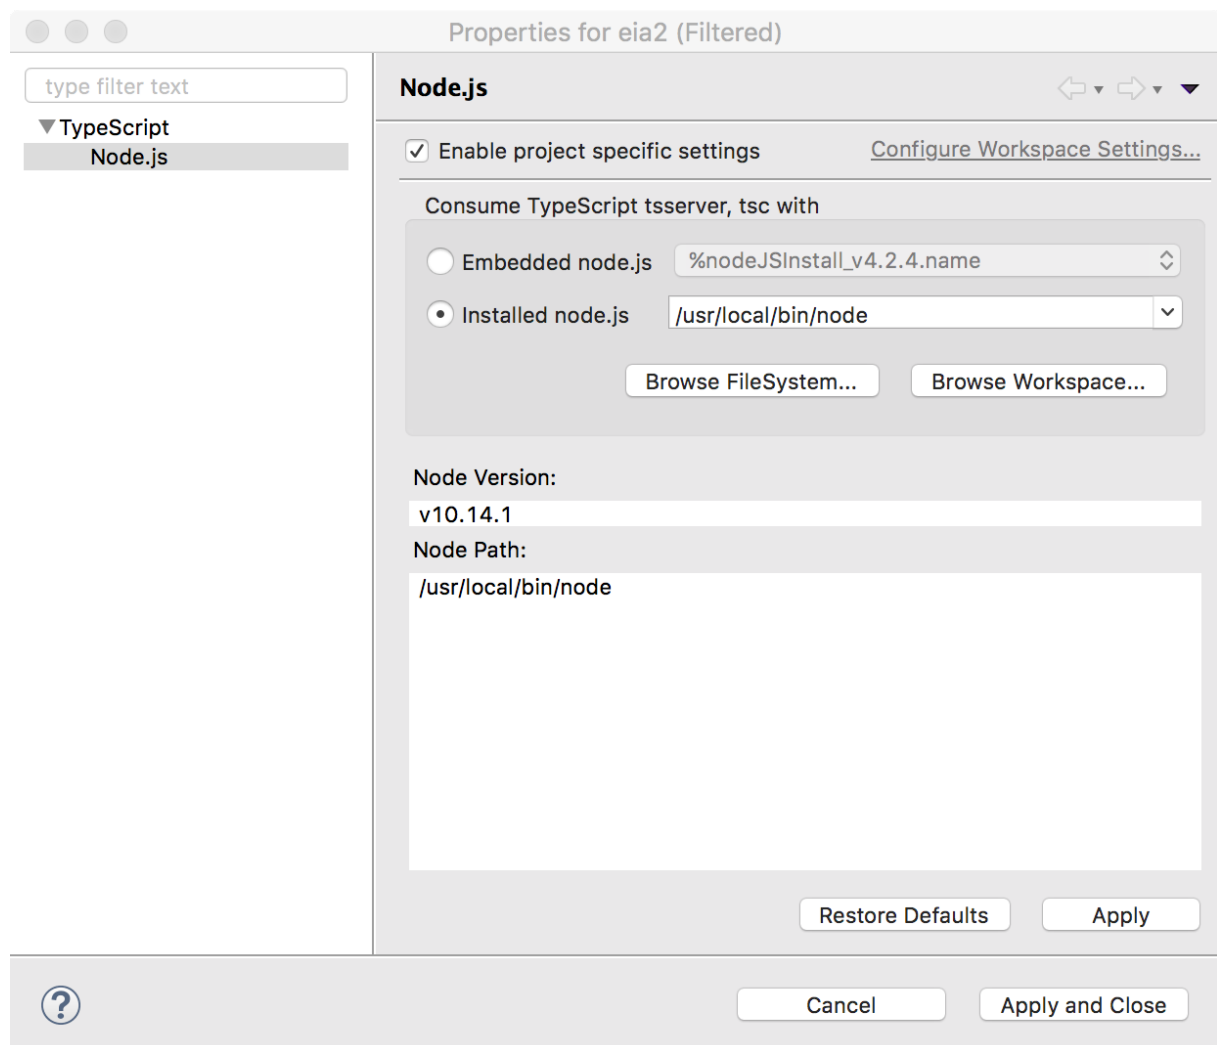 Properties for eia2 (Filtered)
type filter text
TypeScript
Node.js
Node.js
Enable project specific settings
Configure Workspace Settings...
Consume TypeScript tsserver, tsc with
Embedded node.js
%nodeJSInstall_v4.2.4.name
Installed node.js
/usr/local/bin/node
Browse FileSystem...
Browse Workspace...
Node Version:
v10.14.1
Node Path:
/usr/local/bin/node
Restore Defaults
Apply
?
Cancel
Apply and Close